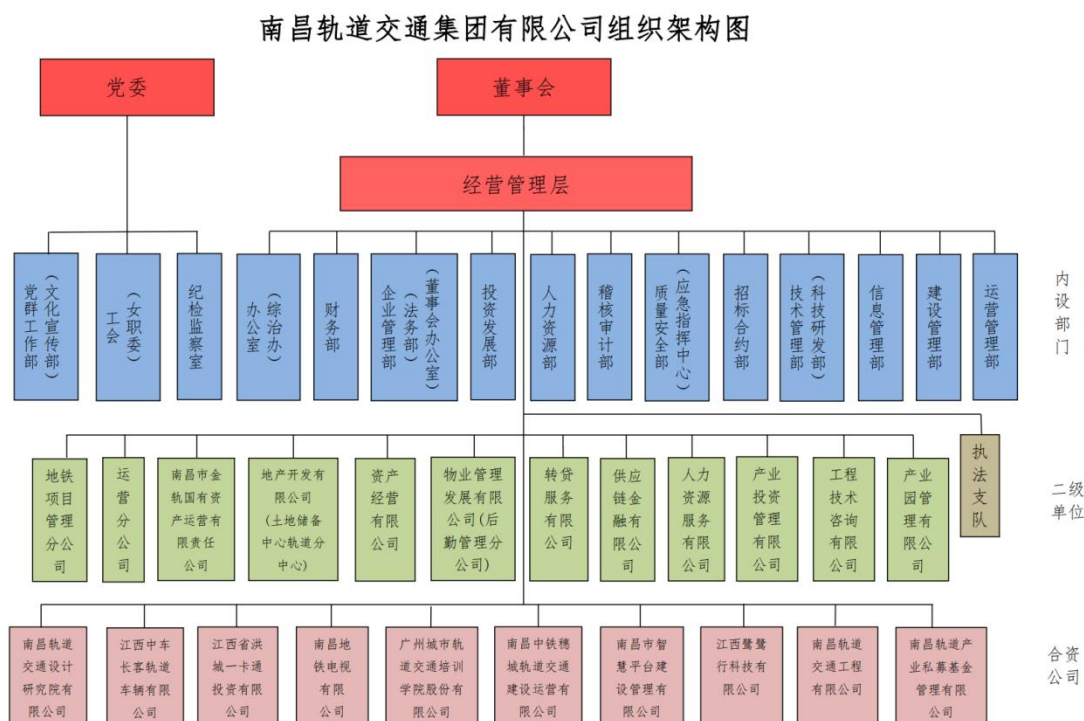 南昌轨道交通集团有限公司组织架构图
党委
董事会
经营管理层
党群工作部
(文化宣传部)
工会
(女职委)
纪检监察室
办公室
(综治办)
财务部
企业管理部
(法务部)
(董事会办公室)
投资发展部
人力资源部
稽核审计部
质量安全部
(应急指挥中心)
招标合约部
技术管理部
(科技研发部)
信息管理部
建设管理部
运营管理部
内设部门
地铁
项目
管理
分公
司
运
营
分
公
司
南昌市金
轨国有资
产运营有
限责任
公司
地产开发有
限公司
(土地储备
中心轨道分
中心)
资产
经营
有限
公司
物业管理
发展有限
公司(后
勤管理分
公司)
转贷
服务
有限
公司
供应
链金
融有
限公
司
人力
资源
服务
有限
公司
产业
投资
管理
有限
公司
工程
技术
咨询
有限
公司
产业
园管
理有
限公
司
执法支队
二级
单位
南昌轨道
交通设计
研究院有
限公司
江西中车
长客轨道
车辆有限
公司
江西省洪
城一卡通
投资有限
公司
南昌地
铁电视
有限
公司
广州城市轨
道交通培训
学院股份有
限公司
南昌中铁穗
城轨道交通
建设运营有
限公司
南昌市智
慧平台建
设管理有
限公司
江西鹭鹭
行科技有
限公司
南昌轨道
交通工程
有限公司
南昌轨道产
业私募基金
管理有限
公司
合资
公司